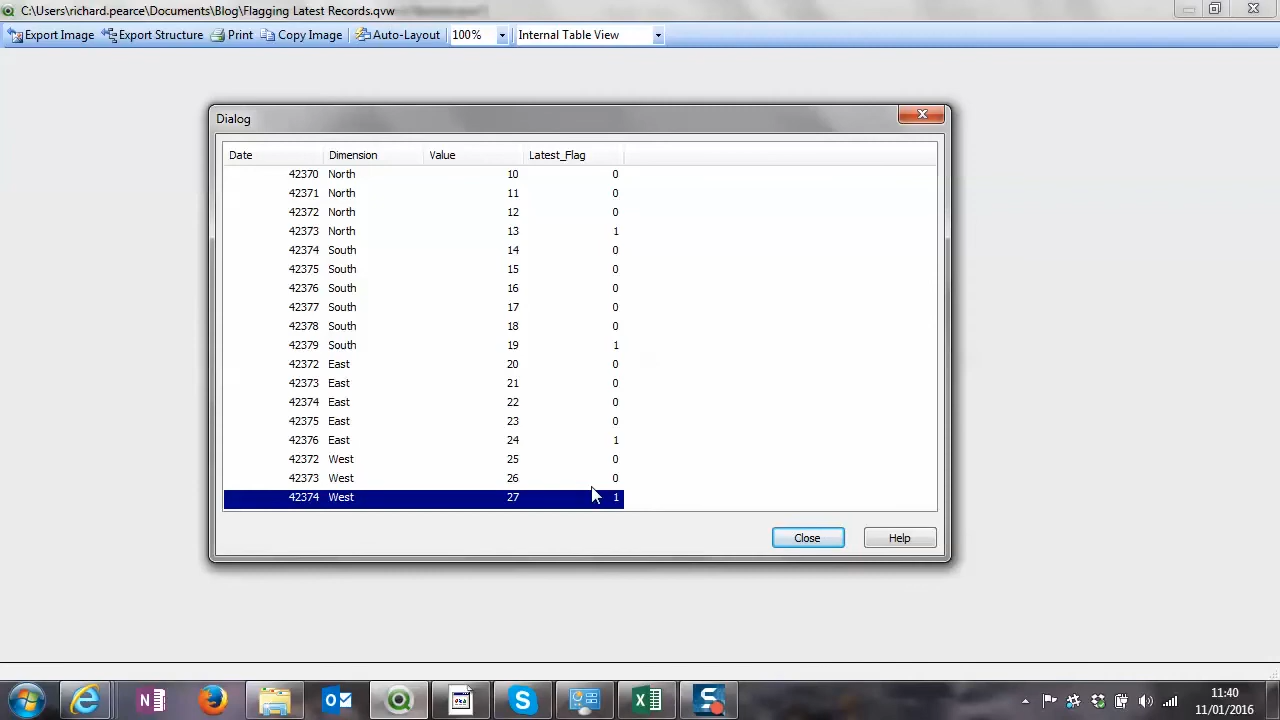 C:\Users\richard.pearce\Documents\Blog\Flagging Latest Records.qvw
Export Image Export Structure Print Copy Image Auto-Layout 100% Internal Table View
Dialog
Date Dimension Value Latest_Flag
42370 North 10 0
42371 North 11 0
42372 North 12 0
42373 North 13 1
42374 South 14 0
42375 South 15 0
42376 South 16 0
42377 South 17 0
42378 South 18 0
42379 South 19 1
42372 East 20 0
42373 East 21 0
42374 East 22 0
42375 East 23 0
42376 East 24 1
42372 West 25 0
42373 West 26 0
42374 West 27 1
Close Help
11:40
11/01/2016